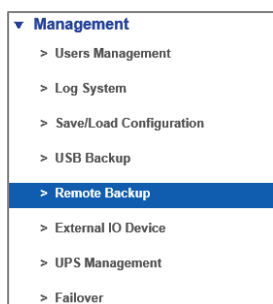 ▼ Management
> Users Management
> Log System
> Save/Load Configuration
> USB Backup
> Remote Backup
> External IO Device
> UPS Management
> Failover